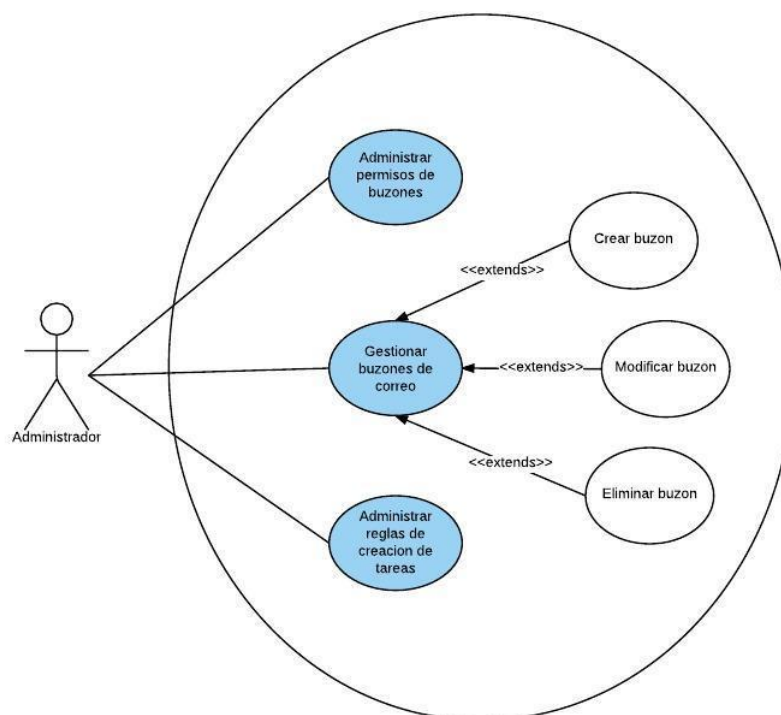 Administrar
permisos de
buzones
Crear buzon
<<extends>>
Gestionar
buzones de
correo
<<extends>>
Modificar buzon
Administrador
<<extends>>
Eliminar buzon
Administrar
reglas de
creacion de
tareas